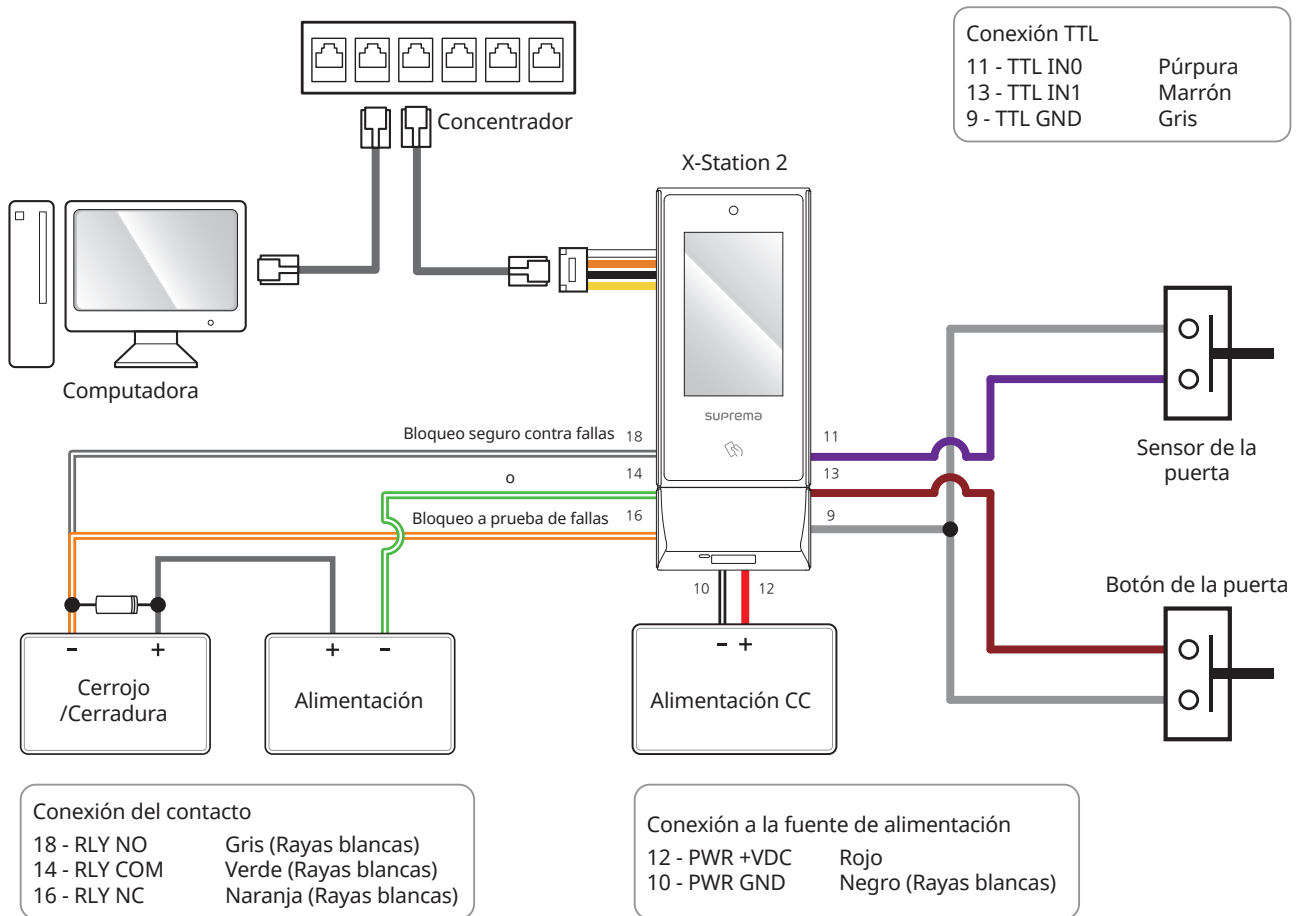 Conexión TTL
11 - TTL IN0 Púrpura
13 - TTL IN1 Marrón
9 - TTL GND Gris
Concentrador
X-Station 2
Computadora
suprema
Bloqueo seguro contra fallas 18
11
14
13
o
Bloqueo a prueba de fallas 16
9
Sensor de la
puerta
10
12
Botón de la puerta
- +
+ -
- +
Cerrojo
/Cerradura
Alimentación
Alimentación CC
Conexión del contacto
18 - RLY NO Gris (Rayas blancas)
14 - RLY COM Verde (Rayas blancas)
16 - RLY NC Naranja (Rayas blancas)
Conexión a la fuente de alimentación
12 - PWR +VDC Rojo
10 - PWR GND Negro (Rayas blancas)